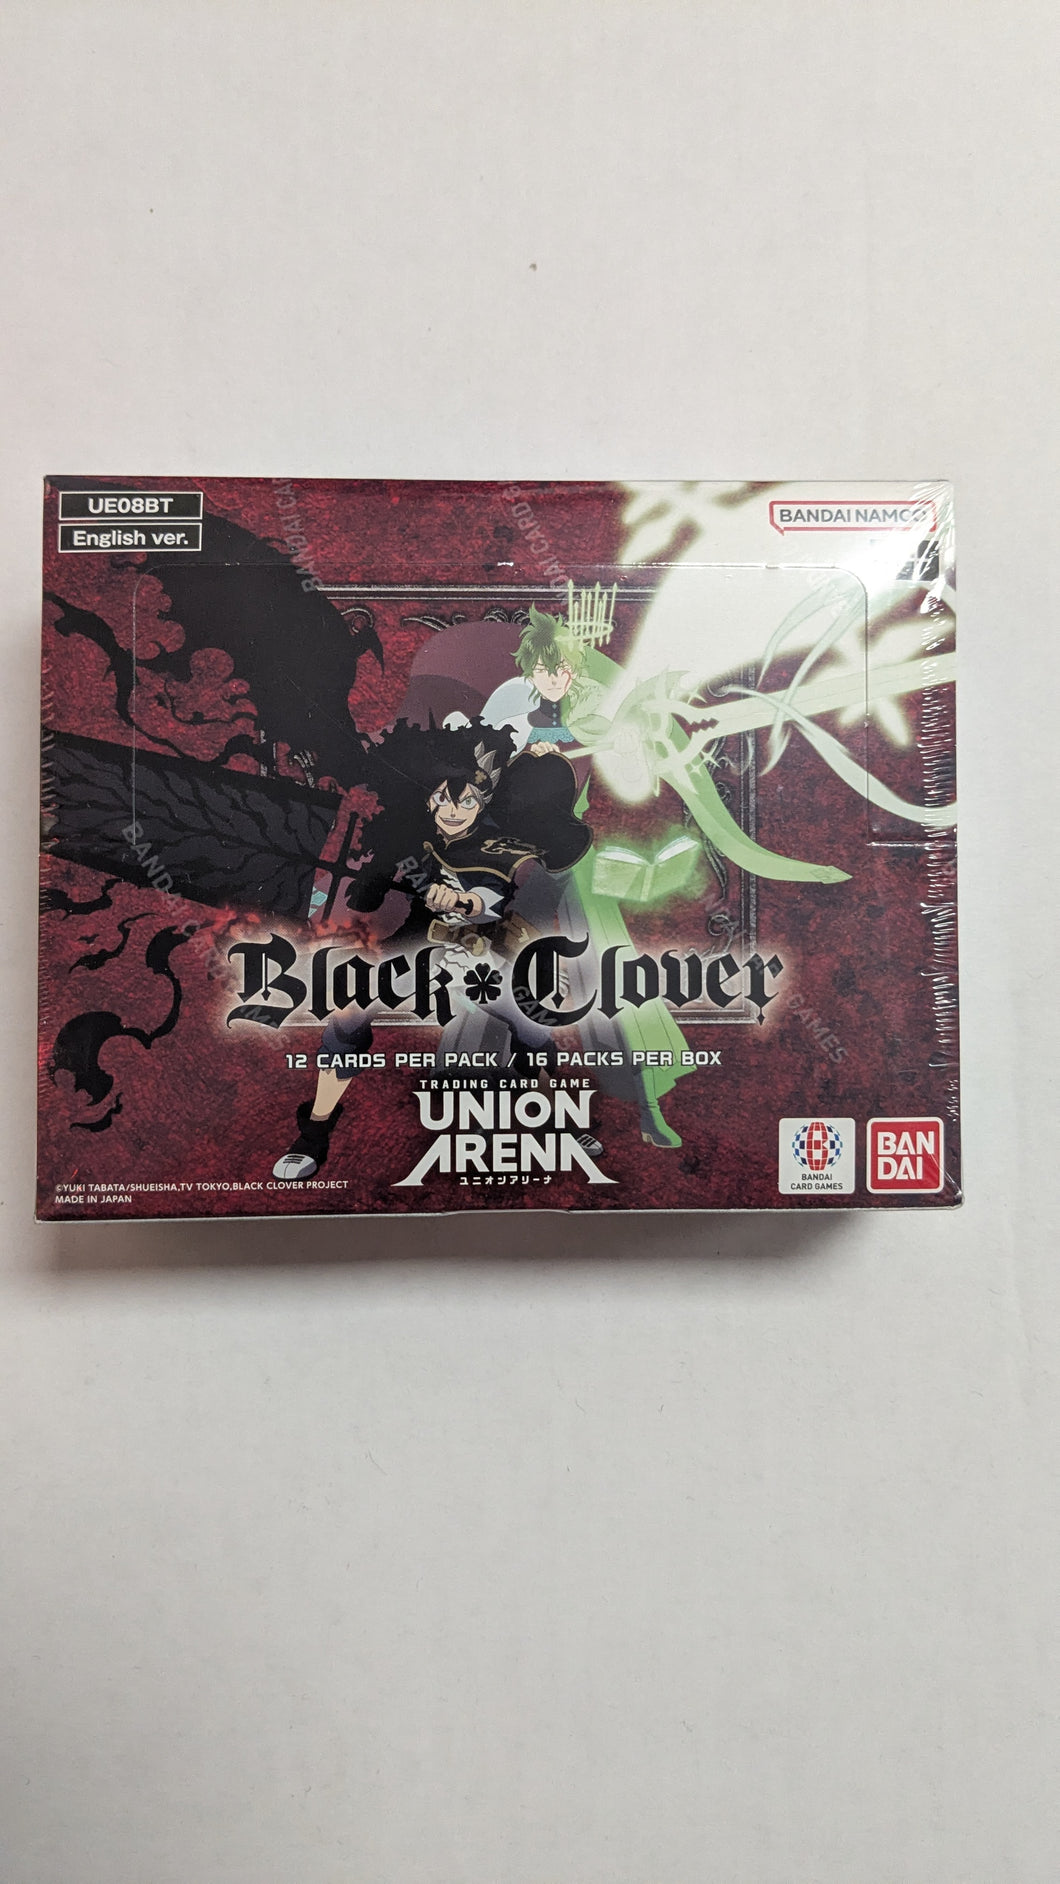 UE08BT
English ver.
BANDAI NAMCO
Black Clover
12 CARDS PER PACK / 16 PACKS PER BOX
TRADING CARD GAME
UNION
ARENA
ユニオンアリーナ
©YUKI TABATA/SHUEISHA,TV TOKYO,BLACK CLOVER PROJECT
MADE IN JAPAN
BANDAI
CARD GAMES
BAN
DAI